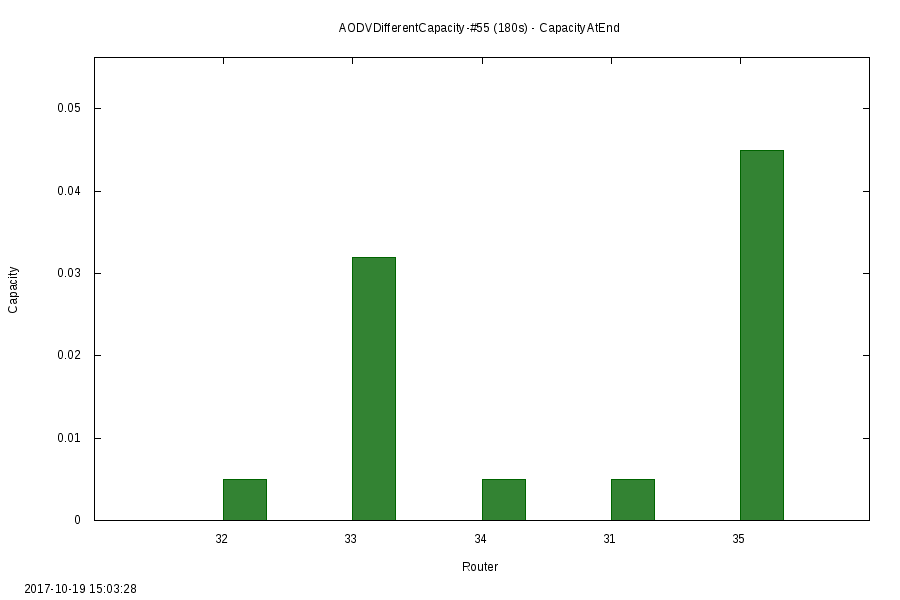 AODVDifferentCapacity-#55 (180s) - CapacityAtEnd
0.05
0.04
0.03
0.02
0.01
0
Capacity
32 33 34 31 35
Router
2017-10-19 15:03:28